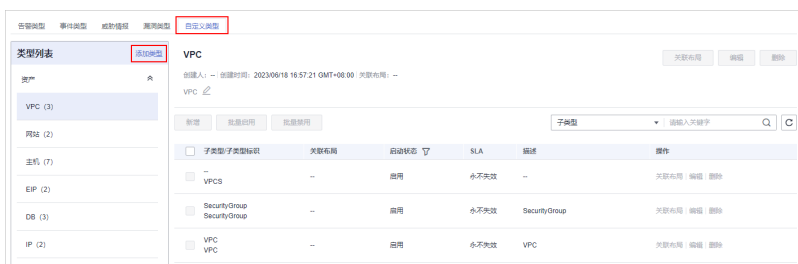 告警类型 事件类型 威胁情报 漏洞类型 自定义类型
类型列表 添加类型
资产
VPC (3)
网站 (2)
主机 (7)
EIP (2)
DB (3)
IP (2)
VPC
关联布局 编辑 删除
创建人: -- 创建时间: 2023/06/18 16:57:21 GMT+08:00 关联布局: --
VPC
新增 批量启用 批量禁用 子类型 请输入关键字
子类型/子类型标识 关联布局 启动状态 SLA 描述 操作
--
VPCS -- 启用 永不失效 -- 关联布局 编辑 删除
SecurityGroup
SecurityGroup -- 启用 永不失效 SecurityGroup 关联布局 编辑 删除
VPC
VPC -- 启用 永不失效 VPC 关联布局 编辑 删除